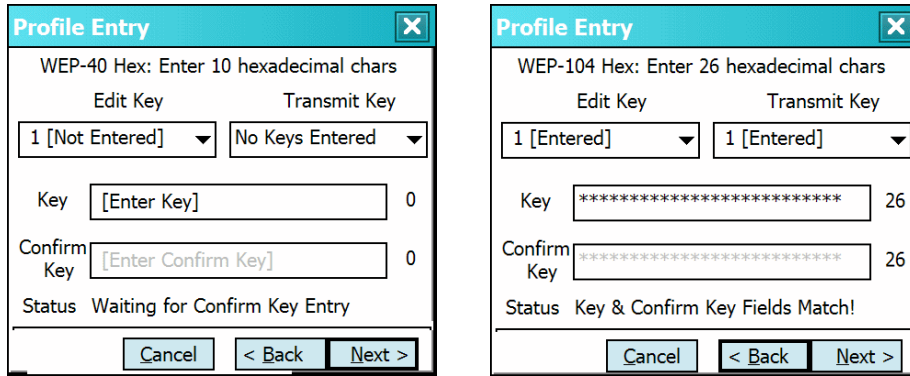 Profile Entry
WEP-40 Hex: Enter 10 hexadecimal chars
Edit Key Transmit Key
1 [Not Entered] No Keys Entered
Key [Enter Key] 0
Confirm Key [Enter Confirm Key] 0
Status Waiting for Confirm Key Entry
Cancel < Back Next >
Profile Entry
WEP-104 Hex: Enter 26 hexadecimal chars
Edit Key Transmit Key
1 [Entered] 1 [Entered]
Key ************************** 26
Confirm Key ************************** 26
Status Key & Confirm Key Fields Match!
Cancel < Back Next >